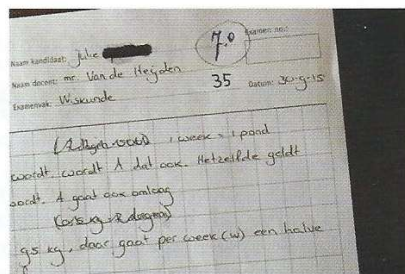 Naam kandidaat: Julie
7.0
Examen nr.:
Naam docent: mr. Van de Heijden
35
Datum: 30-9-15
Examenvak: Wiskunde
1 week = 1 pond
wordt, wordt A dat ook. Hetzelfde geldt
wordt. A gaat ook omlaag
95 kg, daar gaat per week (w) een halve